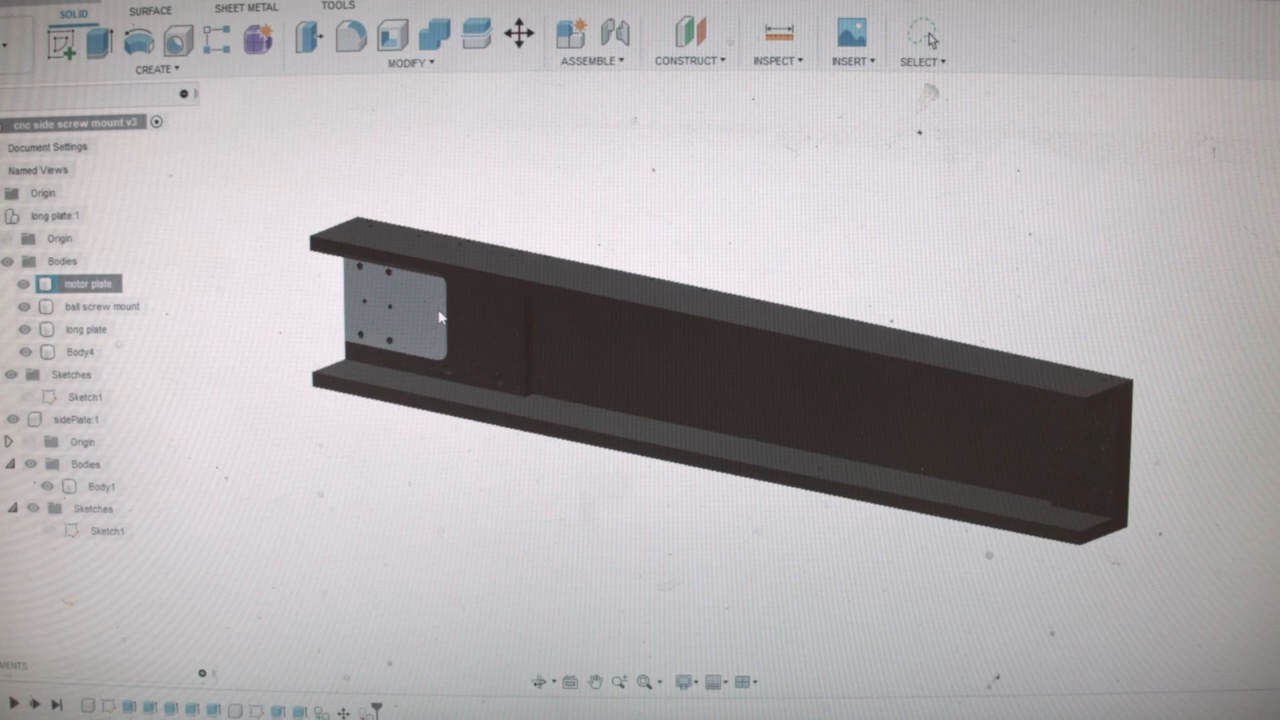 SOLID SURFACE SHEET METAL TOOLS
CREATE MODIFY ASSEMBLE CONSTRUCT INSPECT INSERT SELECT
cnc side screw mount v3
Document Settings
Named Views
Origin
long plate:1
Origin
Bodies
motor plate
ball screw mount
long plate
Body4
Sketches
Sketch1
sidePlate:1
Origin
Bodies
Body1
Sketches
Sketch1
MENTS